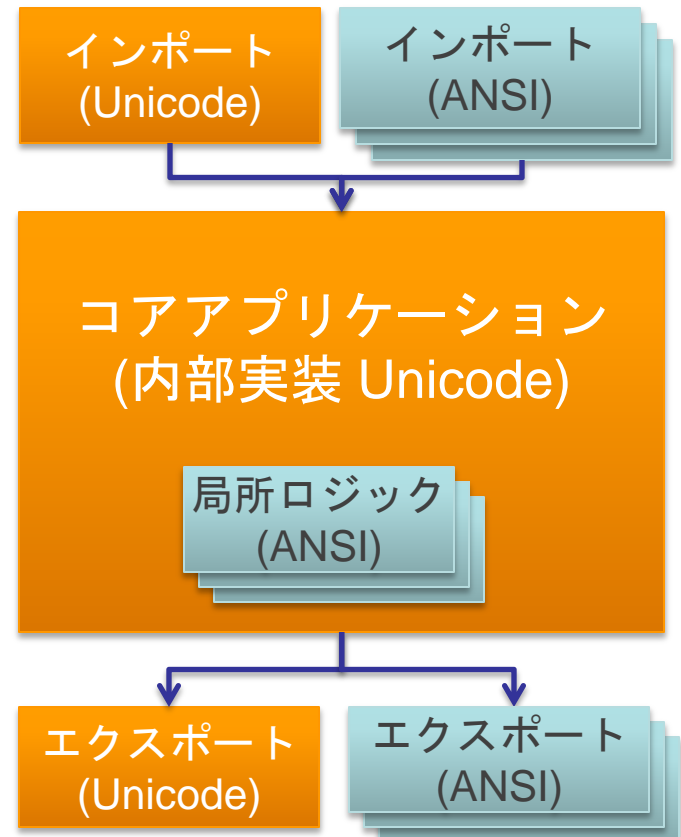 インポート
(Unicode)
インポート
(ANSI)
コアアプリケーション
(内部実装 Unicode)
局所ロジック
(ANSI)
エクスポート
(Unicode)
エクスポート
(ANSI)